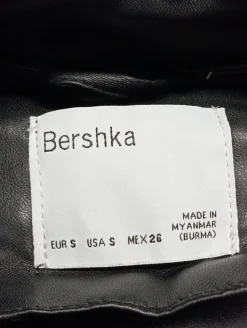 Bershka
MADE IN
MYANMAR
(BURMA)
EUR S USA S MEX 26